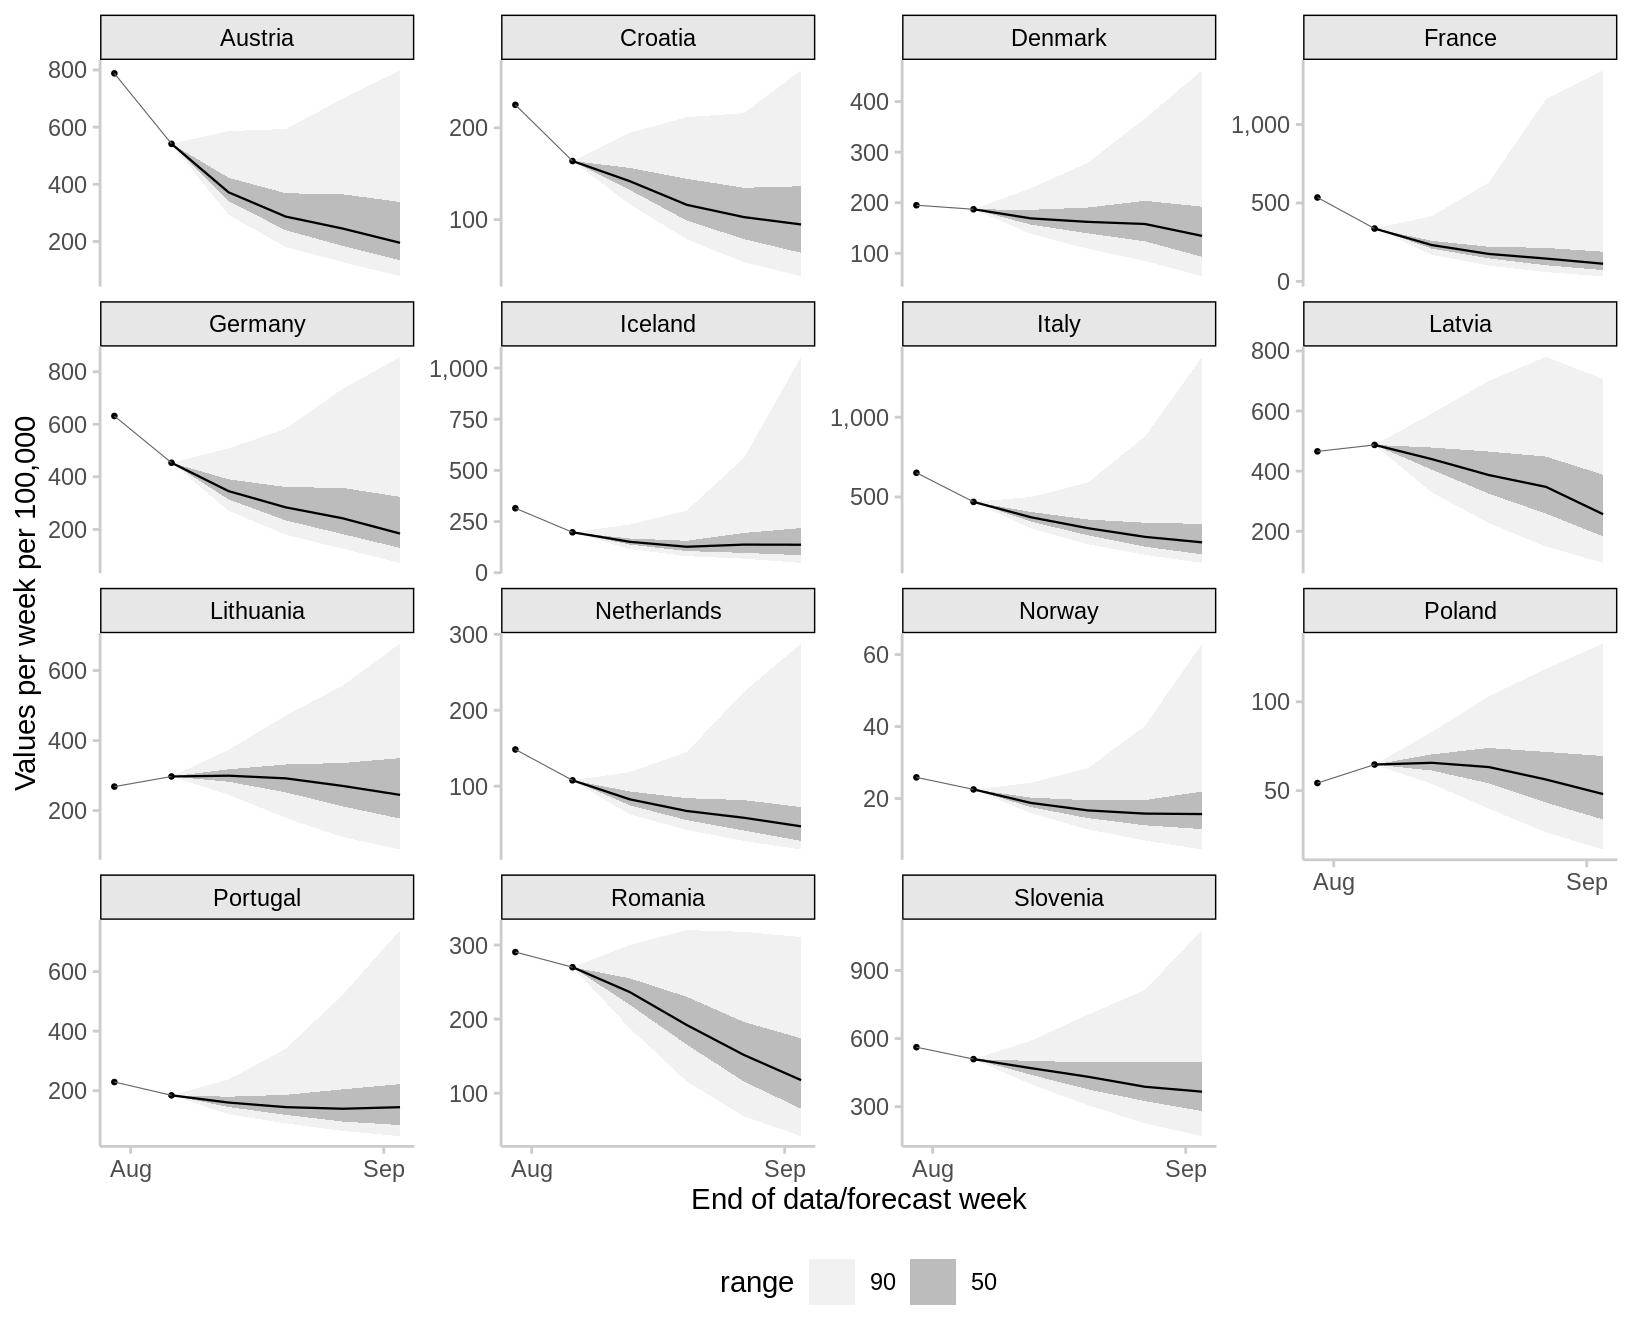 Austria
Croatia
Denmark
France
800
600
400
200
200
100
400
300
200
100
1,000
500
0
Germany
Iceland
Italy
Latvia
800
600
400
200
1,000
750
500
250
0
1,000
500
800
600
400
200
Values per week per 100,000
Lithuania
Netherlands
Norway
Poland
600
400
200
300
200
100
60
40
20
100
50
Aug
Sep
Portugal
Romania
Slovenia
600
400
200
300
200
100
900
600
300
Aug
Sep
Aug
Sep
Aug
Sep
End of data/forecast week
range
90
50